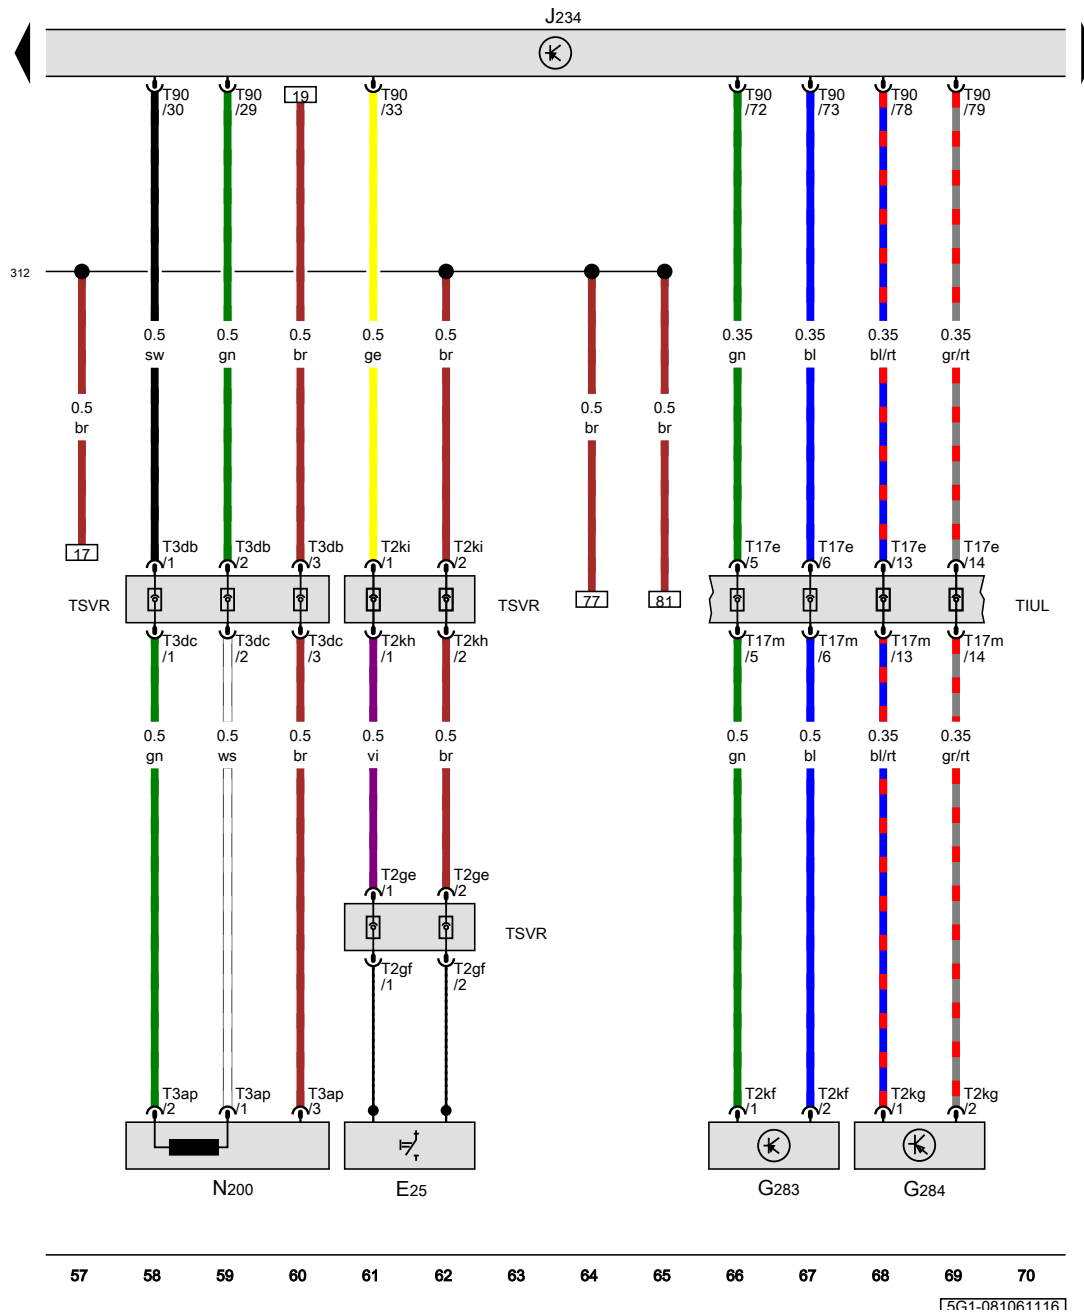 J234
T90 T90 19 T90 T90 T90 T90 T90
/30 /29 /33 /72 /73 /78 /79
312
0.5 0.5 0.5 0.5 0.5 0.35 0.35 0.35 0.35
sw gn br ge br gn bl bl/rt gr/rt
0.5 0.5 0.5
br br br
T3db T3db T3db T2ki T2ki T17e T17e T17e T17e
/1 /2 /3 /1 /2 /5 /6 /13 /14
17
77 81
TSVR TSVR TIUL
T3dc T3dc T3dc T2kh T2kh T17m T17m T17m T17m
/1 /2 /3 /1 /2 /5 /6 /13 /14
0.5 0.5 0.5 0.5 0.5 0.5 0.5 0.35 0.35
gn ws br vi br gn bl bl/rt gr/rt
T2ge T2ge
/1 /2
TSVR
T2gf T2gf
/1 /2
T3ap T3ap T3ap T2kf T2kf T2kg T2kg
/2 /1 /3 /1 /2 /1 /2
N200 E25 G283 G284
57 58 59 60 61 62 63 64 65 66 67 68 69 70
5G1-081061116